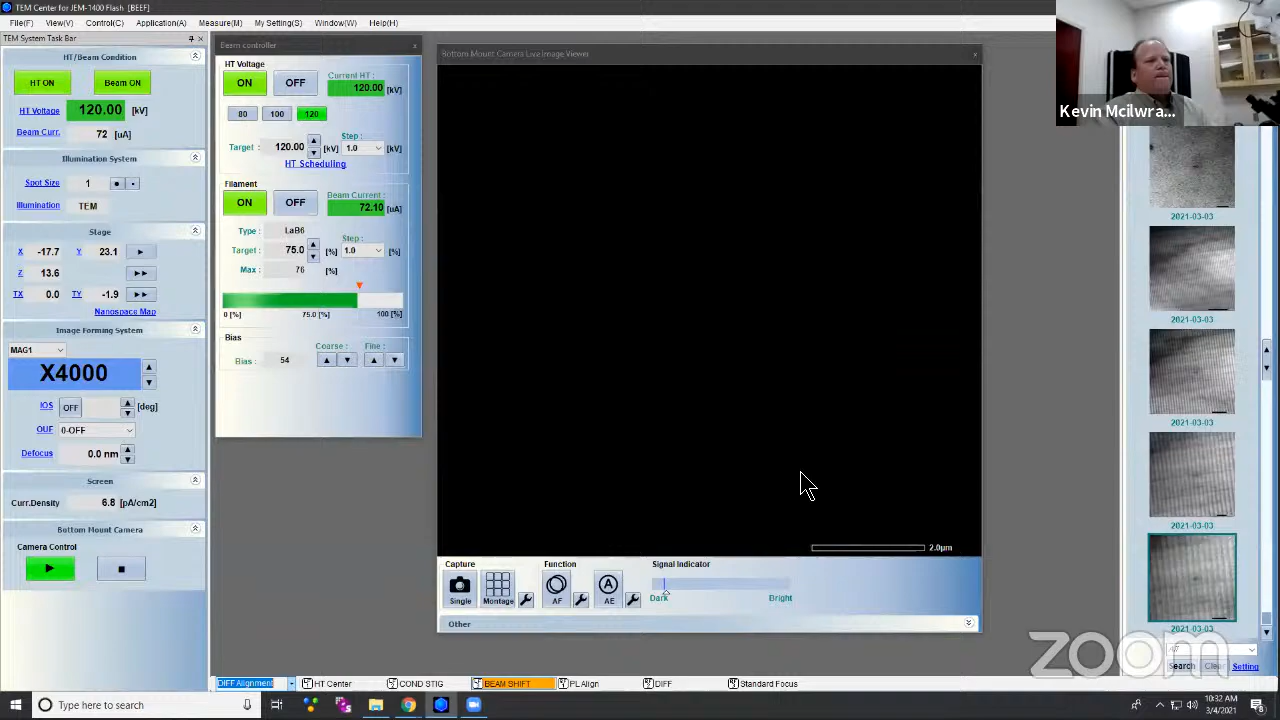 TEM Center for JEM-1400 Flash [BEEF]
File(F) View(V) Control(C) Adjustment(A) Measure(M) My Setting(S) Window(W) Help(H)
TEM System Task Bar
HT/Beam Condition
HT ON Beam ON
HT Voltage 120.00 [kV]
Beam Curr. 72 [uA]
Illumination System
Spot Size 1
Illumination TEM
Stage
X -17.7 Y 23.1
Z 13.6
TX 0.0 TY -1.9
Nanospace Map
Image Forming System
MAG1
X4000
IOS OFF [deg]
OUF 0-OFF
Defocus 0.0 nm
Screen
Curr.Density 6.8 [pA/cm2]
Bottom Mount Camera
Camera Control
Beam controller
HT Voltage
ON OFF Current HT : 120.00 [kV]
80 100 120
Target : 120.00 [kV] Step : 1.0 [kV]
HT Scheduling
Filament
ON OFF Beam Current : 72.10 [uA]
Type : LaB6
Target : 75.0 [%] Step : 1.0 [%]
Max : 76 [%]
0 [%] 75.0 [%] 100 [%]
Bias
Coarse : Fine :
Bias : 54
Bottom Mount Camera Live Image Viewer
2.0µm
Capture Function Signal Indicator
Single Montage AF AE
Dark Bright
Other
Kevin Mcilwra...
2021-03-03
2021-03-03
2021-03-03
2021-03-03
2021-03-03
Search Clear Setting
zoom
DIFF Alignment HT Center COND STIG BEAM SHIFT PL Align DIFF Standard Focus
Type here to search
10:32 AM
3/4/2021